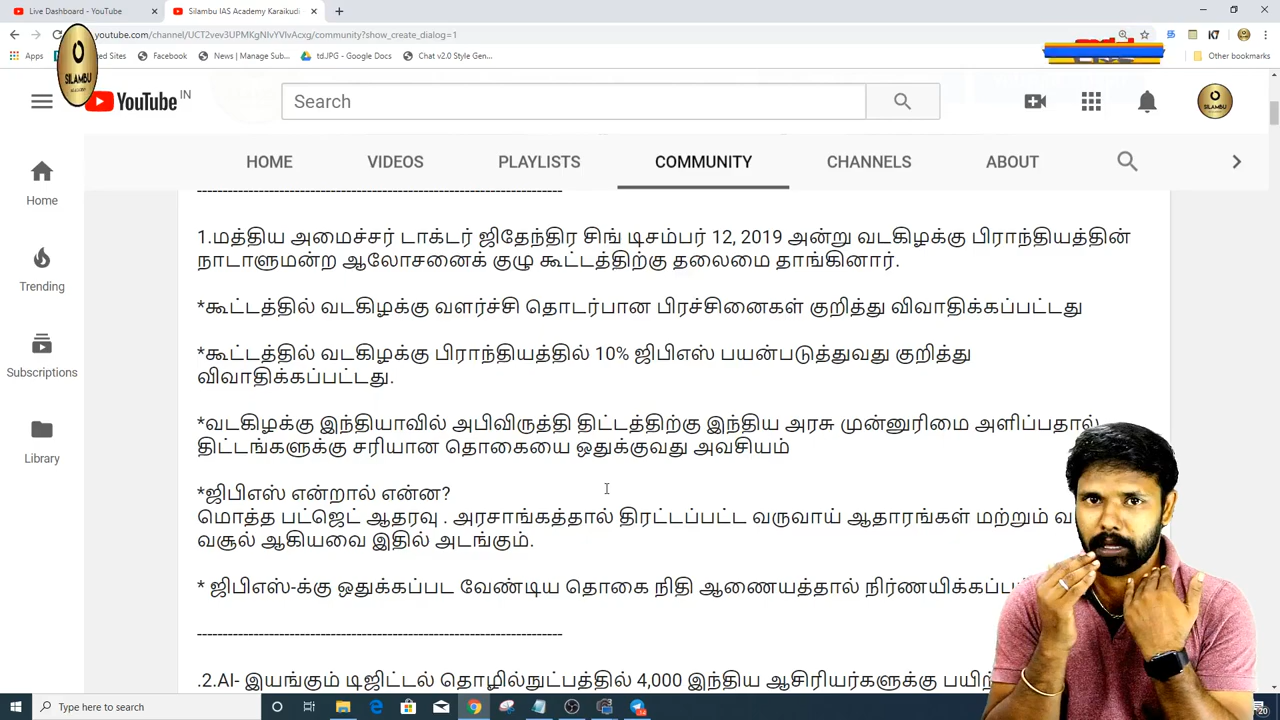 Live Dashboard - YouTube
Silambu IAS Academy Karaikudi
youtube.com/channel/UCT2vev3UPMKgNIvYVIvAcxg/community?show_create_dialog=1
Apps
ted Sites
Facebook
News | Manage Sub...
tdJPG - Google Docs
Chat v2.0 Style Gen...
Other bookmarks
SILAMBU
YouTube IN
Search
HOME
VIDEOS
PLAYLISTS
COMMUNITY
CHANNELS
ABOUT
Home
Trending
Subscriptions
Library
1.மத்திய அமைச்சர் டாக்டர் ஜிதேந்திர சிங் டிசம்பர் 12, 2019 அன்று வடகிழக்கு பிராந்தியத்தின்
நாடாளுமன்ற ஆலோசனைக் குழு கூட்டத்திற்கு தலைமை தாங்கினார்.
*கூட்டத்தில் வடகிழக்கு வளர்ச்சி தொடர்பான பிரச்சினைகள் குறித்து விவாதிக்கப்பட்டது
*கூட்டத்தில் வடகிழக்கு பிராந்தியத்தில் 10% ஜிபிஎஸ் பயன்படுத்துவது குறித்து
விவாதிக்கப்பட்டது.
*வடகிழக்கு இந்தியாவில் அபிவிருத்தி திட்டத்திற்கு இந்திய அரசு முன்னுரிமை அளிப்பதால்
திட்டங்களுக்கு சரியான தொகையை ஒதுக்குவது அவசியம்
*ஜிபிஎஸ் என்றால் என்ன?
மொத்த பட்ஜெட் ஆதரவு . அரசாங்கத்தால் திரட்டப்பட்ட வருவாய் ஆதாரங்கள் மற்றும்
வசூல் ஆகியவை இதில் அடங்கும்.
* ஜிபிஎஸ்-க்கு ஒதுக்கப்பட வேண்டிய தொகை நிதி ஆணையத்தால்
.2.AI- இயங்கும் டிஜிட்டல் தொழில்நுட்பத்தில் 4,000 இந்திய ஆசிரியர்களுக்கு
Type here to search